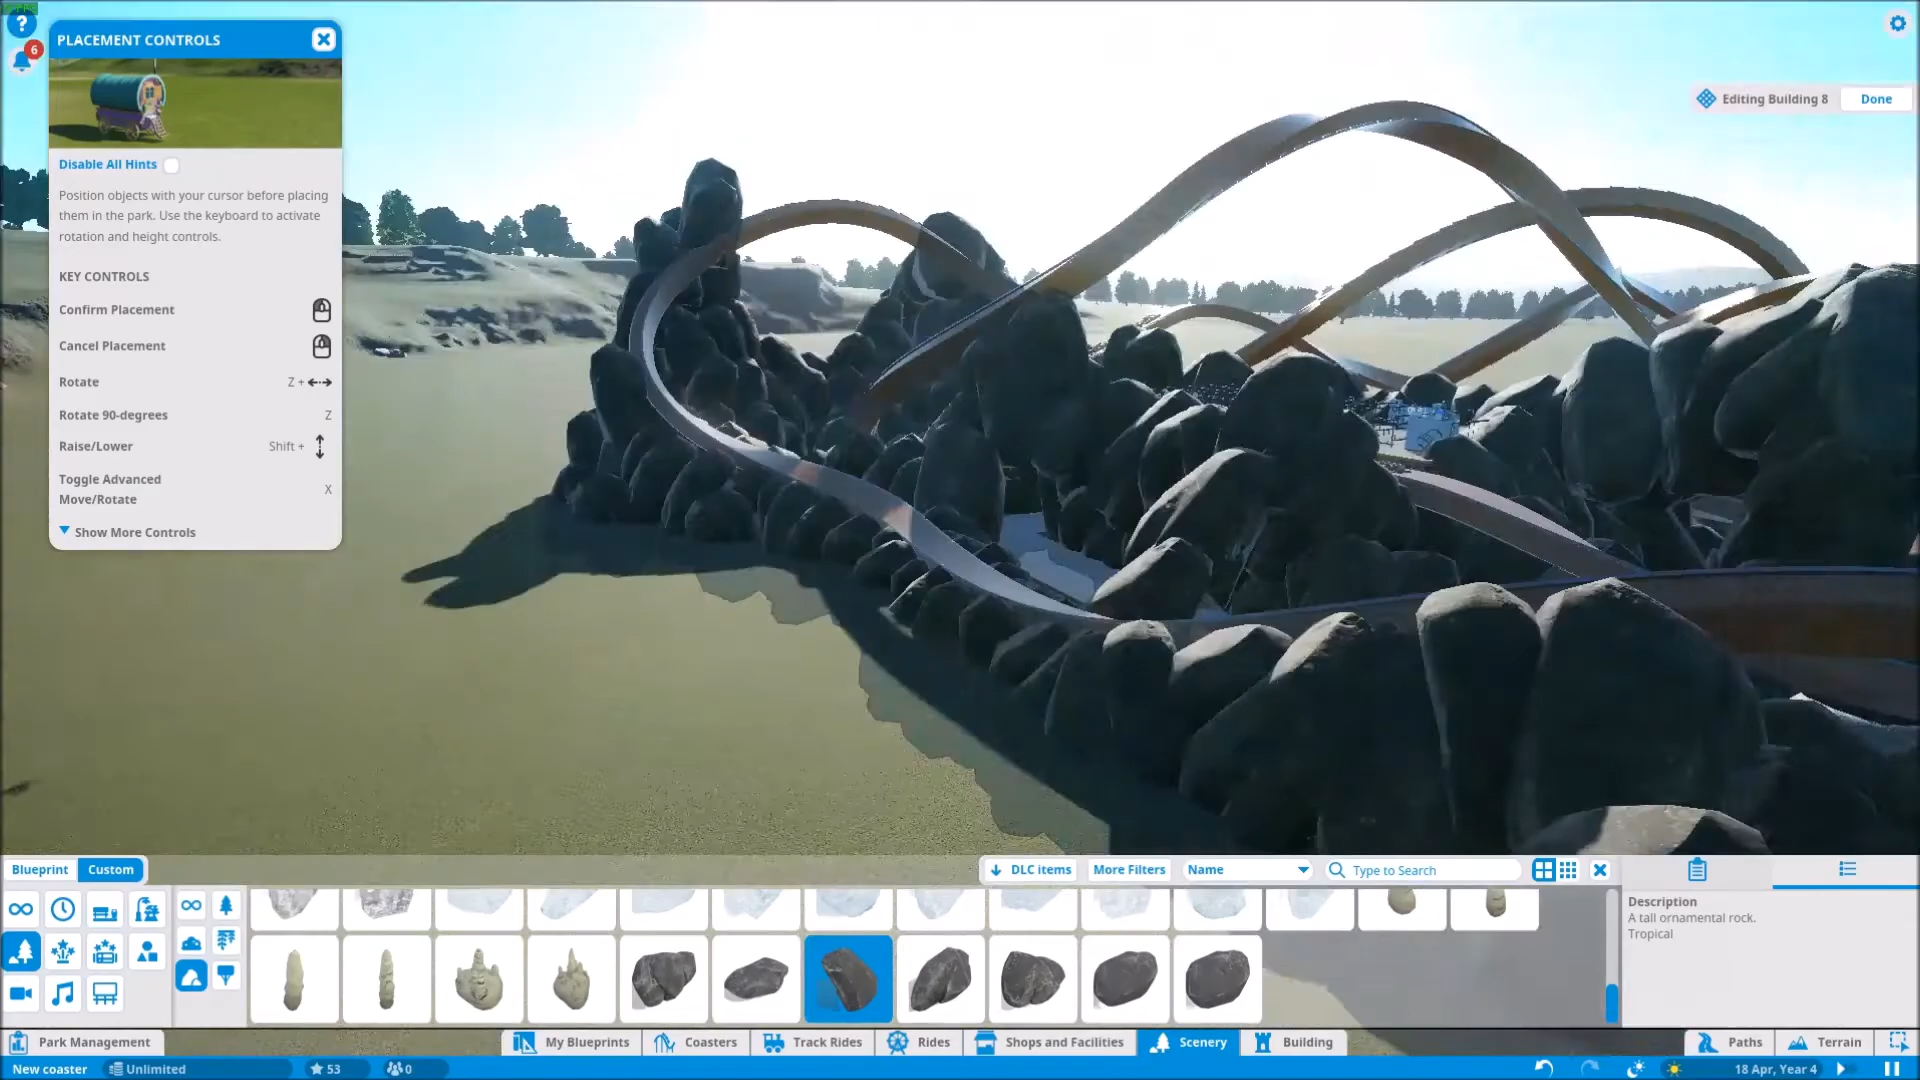 ?
6
PLACEMENT CONTROLS
Disable All Hints
Position objects with your cursor before placing
them in the park. Use the keyboard to activate
rotation and height controls.
KEY CONTROLS
Confirm Placement
Cancel Placement
Rotate Z +
Rotate 90-degrees Z
Raise/Lower Shift +
Toggle Advanced
Move/Rotate X
Show More Controls
Editing Building 8 Done
Blueprint Custom
DLC items More Filters Name Type to Search
Description
A tall ornamental rock.
Tropical
Park Management My Blueprints Coasters Track Rides Rides Shops and Facilities Scenery Building Paths Terrain
New coaster Unlimited 53 0 18 Apr, Year 4